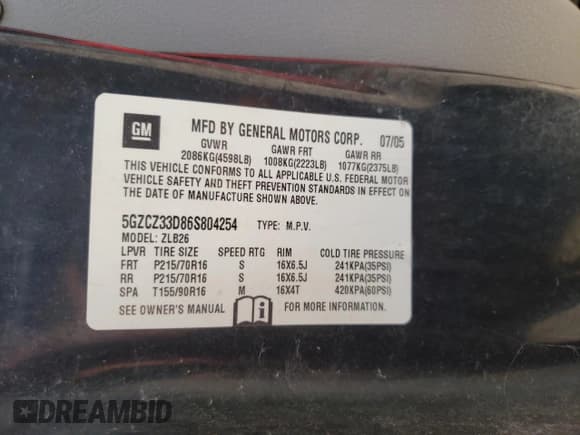 GM
MFD BY GENERAL MOTORS CORP. 07/05
GVWR GAWR FRT GAWR RR
2086KG(4598LB) 1008KG(2223LB) 1077KG(2375LB)
THIS VEHICLE CONFORMS TO ALL APPLICABLE U.S. FEDERAL MOTOR
VEHICLE SAFETY AND THEFT PREVENTION STANDARDS IN EFFECT ON
THE DATE OF MANUFACTURE SHOWN ABOVE.
5GZCZ33D86S804254 TYPE: M.P.V.
MODEL: ZLB26
LPVR TIRE SIZE SPEED RTG RIM COLD TIRE PRESSURE
FRT P215/70R16 S 16X6.5J 241KPA(35PSI)
RR P215/70R16 S 16X6.5J 241KPA(35PSI)
SPA T155/90R16 M 16X4T 420KPA(60PSI)
SEE OWNER'S MANUAL FOR MORE INFORMATION.
DREAMBID